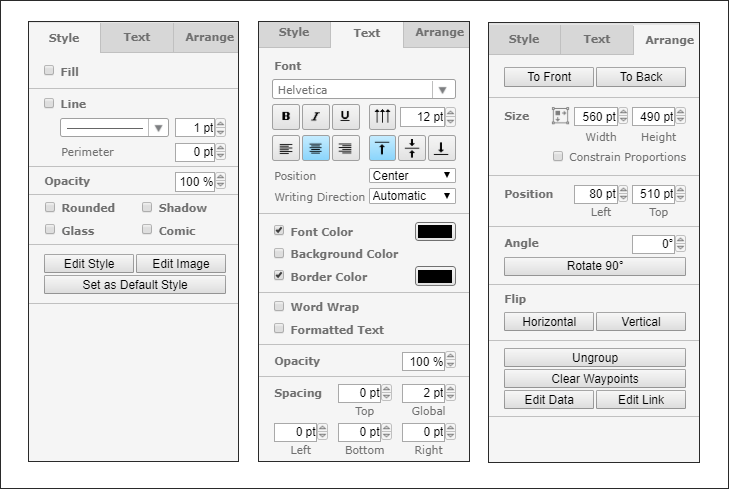 Style Text Arrange
Fill
Line
1 pt
Perimeter 0 pt
Opacity 100 %
Rounded Shadow
Glass Comic
Edit Style Edit Image
Set as Default Style
Style Text Arrange
Font
Helvetica
B I U 12 pt
Position Center
Writing Direction Automatic
Font Color
Background Color
Border Color
Word Wrap
Formatted Text
Opacity 100 %
Spacing 0 pt 2 pt
Top Global
0 pt 0 pt 0 pt
Left Bottom Right
Style Text Arrange
To Front To Back
Size 560 pt 490 pt
Width Height
Constrain Proportions
Position 80 pt 510 pt
Left Top
Angle 0°
Rotate 90°
Flip
Horizontal Vertical
Ungroup
Clear Waypoints
Edit Data Edit Link